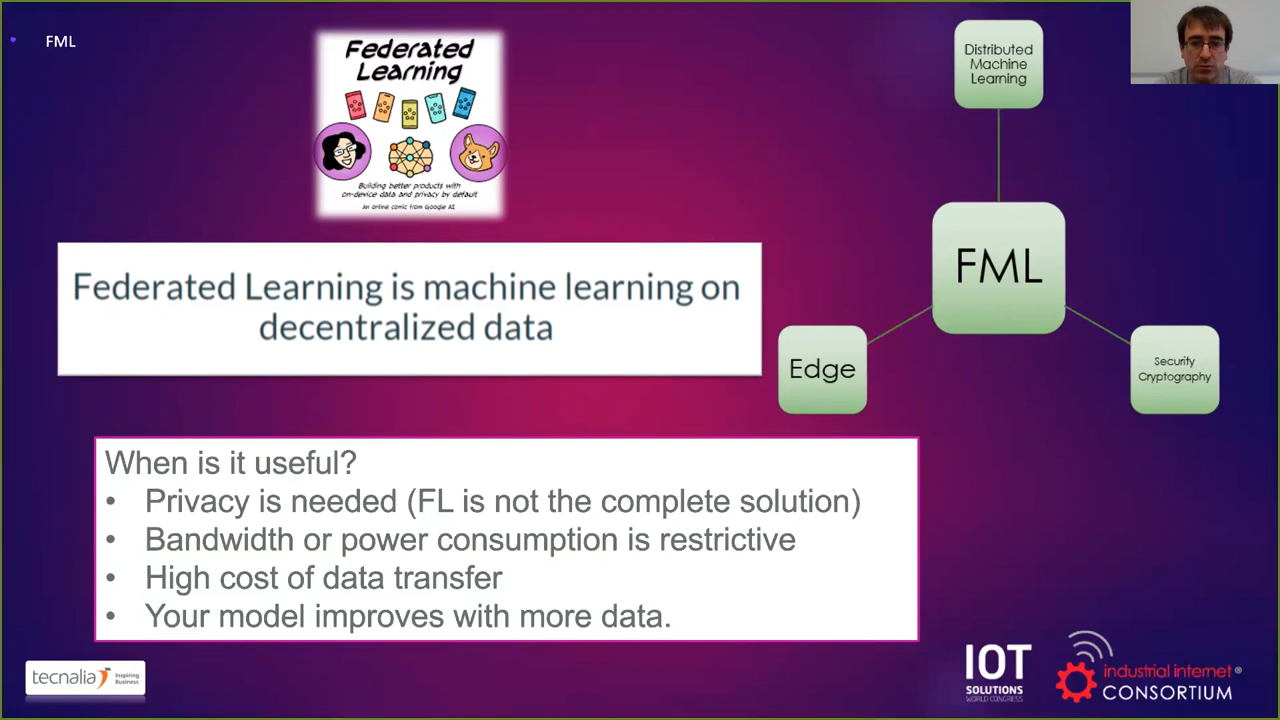 FML
Federated
Learning
Building better products with
on-device data and privacy by default
An online comic from Google AI
Federated Learning is machine learning on
decentralized data
Distributed
Machine
Learning
FML
Edge
Security
Cryptography
When is it useful?
• Privacy is needed (FL is not the complete solution)
• Bandwidth or power consumption is restrictive
• High cost of data transfer
• Your model improves with more data.
tecnalia
Inspiring
Business
IOT
SOLUTIONS
WORLD CONGRESS
industrial internet®
CONSORTIUM